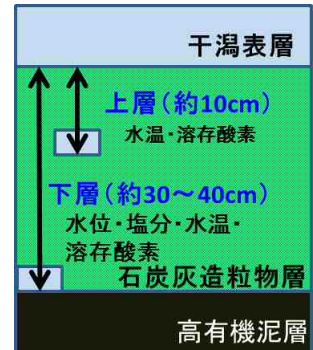 干潟表層
上層(約10cm)
水温・溶存酸素
下層(約30～40cm)
水位・塩分・水温・
溶存酸素
石炭灰造粒物層
高有機泥層